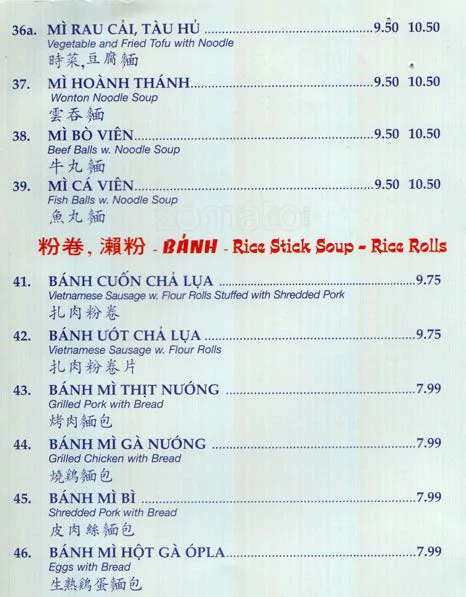 36a. MÌ RAU CẢI, TÀU HỦ ........ 9.50 10.50
Vegetable and Fried Tofu with Noodle
時菜,豆腐麵
37. MÌ HOÀNH THÁNH........ 9.50 10.50
Wonton Noodle Soup
雲吞麵
38. MÌ BÒ VIÊN........ 9.50 10.50
Beef Balls w. Noodle Soup
牛丸麵
39. MÌ CÁ VIÊN........ 9.50 10.50
Fish Balls w. Noodle Soup
魚丸麵
zomato
粉卷, 瀨粉 - BÁNH - Rice Stick Soup - Rice Rolls
41. BÁNH CUỐN CHẢ LỤA ........ 9.75
Vietnamese Sausage w. Flour Rolls Stuffed with Shredded Pork
扎肉粉卷
42. BÁNH ƯỚT CHẢ LỤA ........ 9.75
Vietnamese Sausage w. Flour Rolls
扎肉粉卷片
43. BÁNH MÌ THỊT NƯỚNG ........ 7.99
Grilled Pork with Bread
烤肉麵包
44. BÁNH MÌ GÀ NƯỚNG ........ 7.99
Grilled Chicken with Bread
燒鷄麵包
45. BÁNH MÌ BÌ ........ 7.99
Shredded Pork with Bread
皮肉絲麵包
46. BÁNH MÌ HỘT GÀ ÓPLA........ 7.99
Eggs with Bread
生熟鷄蛋麵包